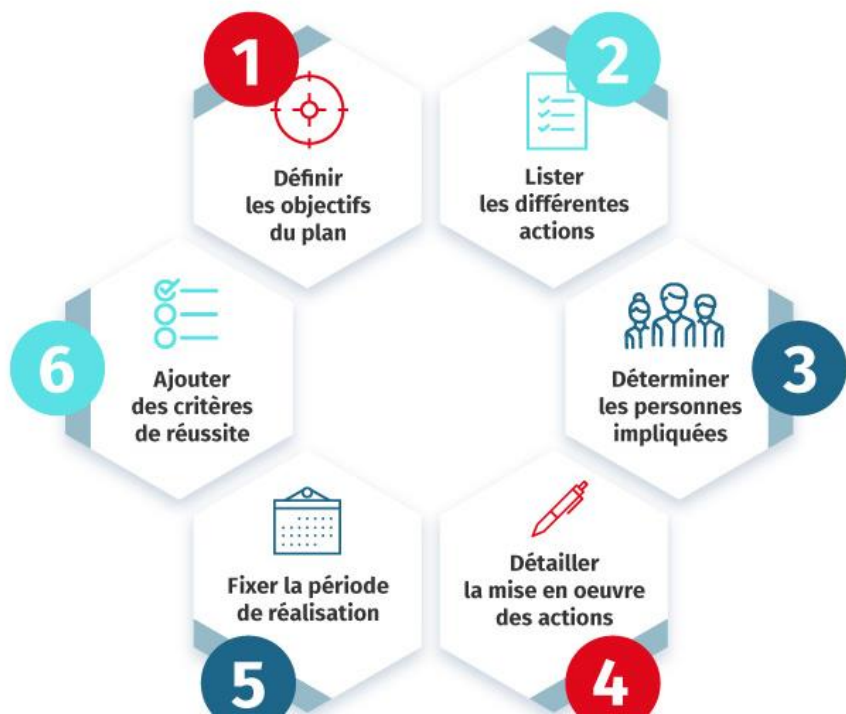 1
Définir
les objectifs
du plan
2
Lister
les différentes
actions
3
Déterminer
les personnes
impliquées
4
Détailler
la mise en oeuvre
des actions
5
Fixer la période
de réalisation
6
Ajouter
des critères
de réussite